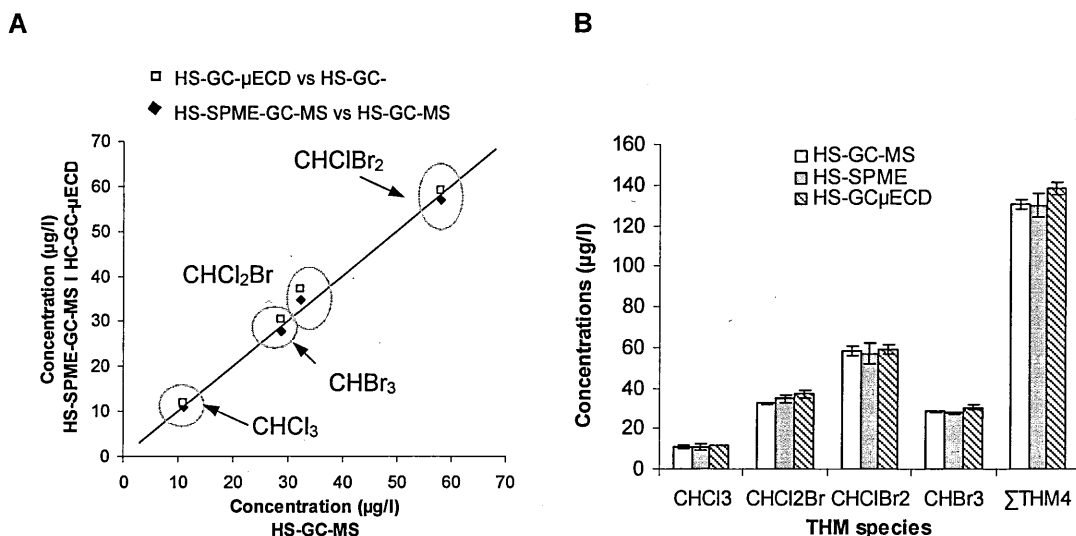 A
HS-GC-µECD vs HS-GC-
HS-SPME-GC-MS vs HS-GC-MS
Concentration (µg/l)
HS-SPME-GC-MS I HC-GC-µECD
70
60
50
40
30
20
10
0
CHClBr2
CHCl2Br
CHBr3
CHCl3
0 10 20 30 40 50 60 70
Concentration (µg/l)
HS-GC-MS
B
HS-GC-MS
HS-SPME
HS-GCµECD
Concentrations (µg/l)
160
140
120
100
80
60
40
20
0
CHCl3 CHCl2Br CHClBr2 CHBr3 ∑THM4
THM species